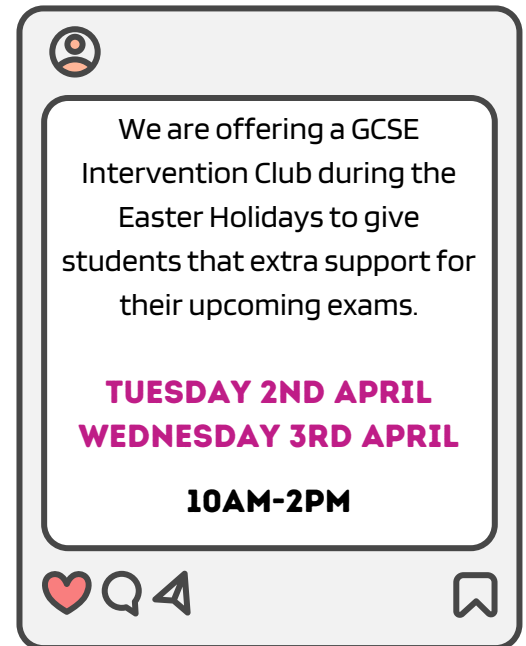 We are offering a GCSE
Intervention Club during the
Easter Holidays to give
students that extra support for
their upcoming exams.
TUESDAY 2ND APRIL
WEDNESDAY 3RD APRIL
10AM-2PM